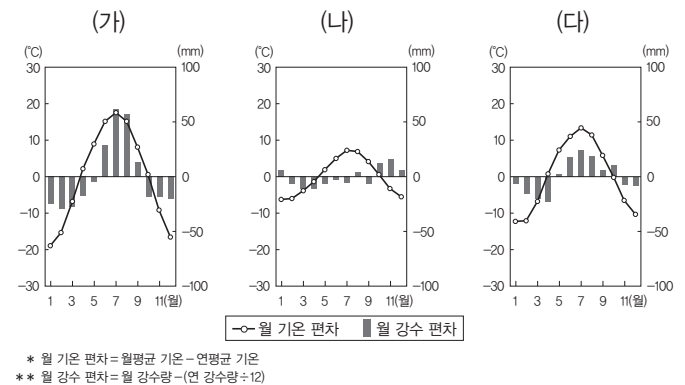 (가) (나) (다)
(℃) (mm) (℃) (mm) (℃) (mm)
30 100 30 100 30 100
20 20 20
50 50 50
10 10 10
0 0 0 0 0 0
−10 −10 −10
−50 −50 −50
−20 −20 −20
−30 −100 −30 −100 −30 −100
1 3 5 7 9 11(월) 1 3 5 7 9 11(월) 1 3 5 7 9 11(월)
월 기온 편차 월 강수 편차
* 월 기온 편차=월평균 기온−연평균 기온
** 월 강수 편차=월 강수량−(연 강수량÷12)